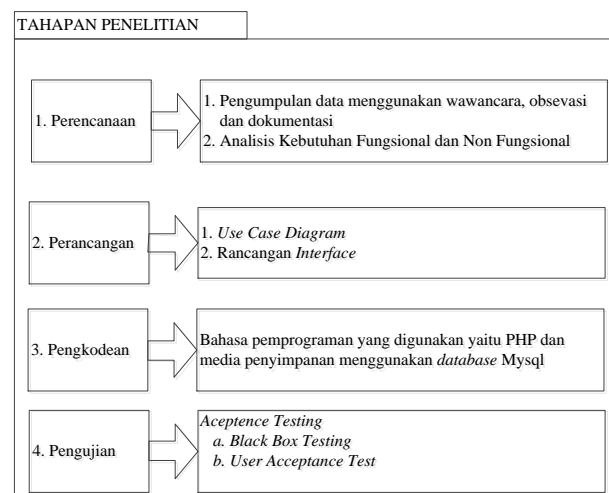 TAHAPAN PENELITIAN
1. Perencanaan
1. Pengumpulan data menggunakan wawancara, obsevasi
dan dokumentasi
2. Analisis Kebutuhan Fungsional dan Non Fungsional
2. Perancangan
1. Use Case Diagram
2. Rancangan Interface
3. Pengkodean
Bahasa pemprograman yang digunakan yaitu PHP dan
media penyimpanan menggunakan database Mysql
4. Pengujian
Aceptence Testing
a. Black Box Testing
b. User Acceptance Test